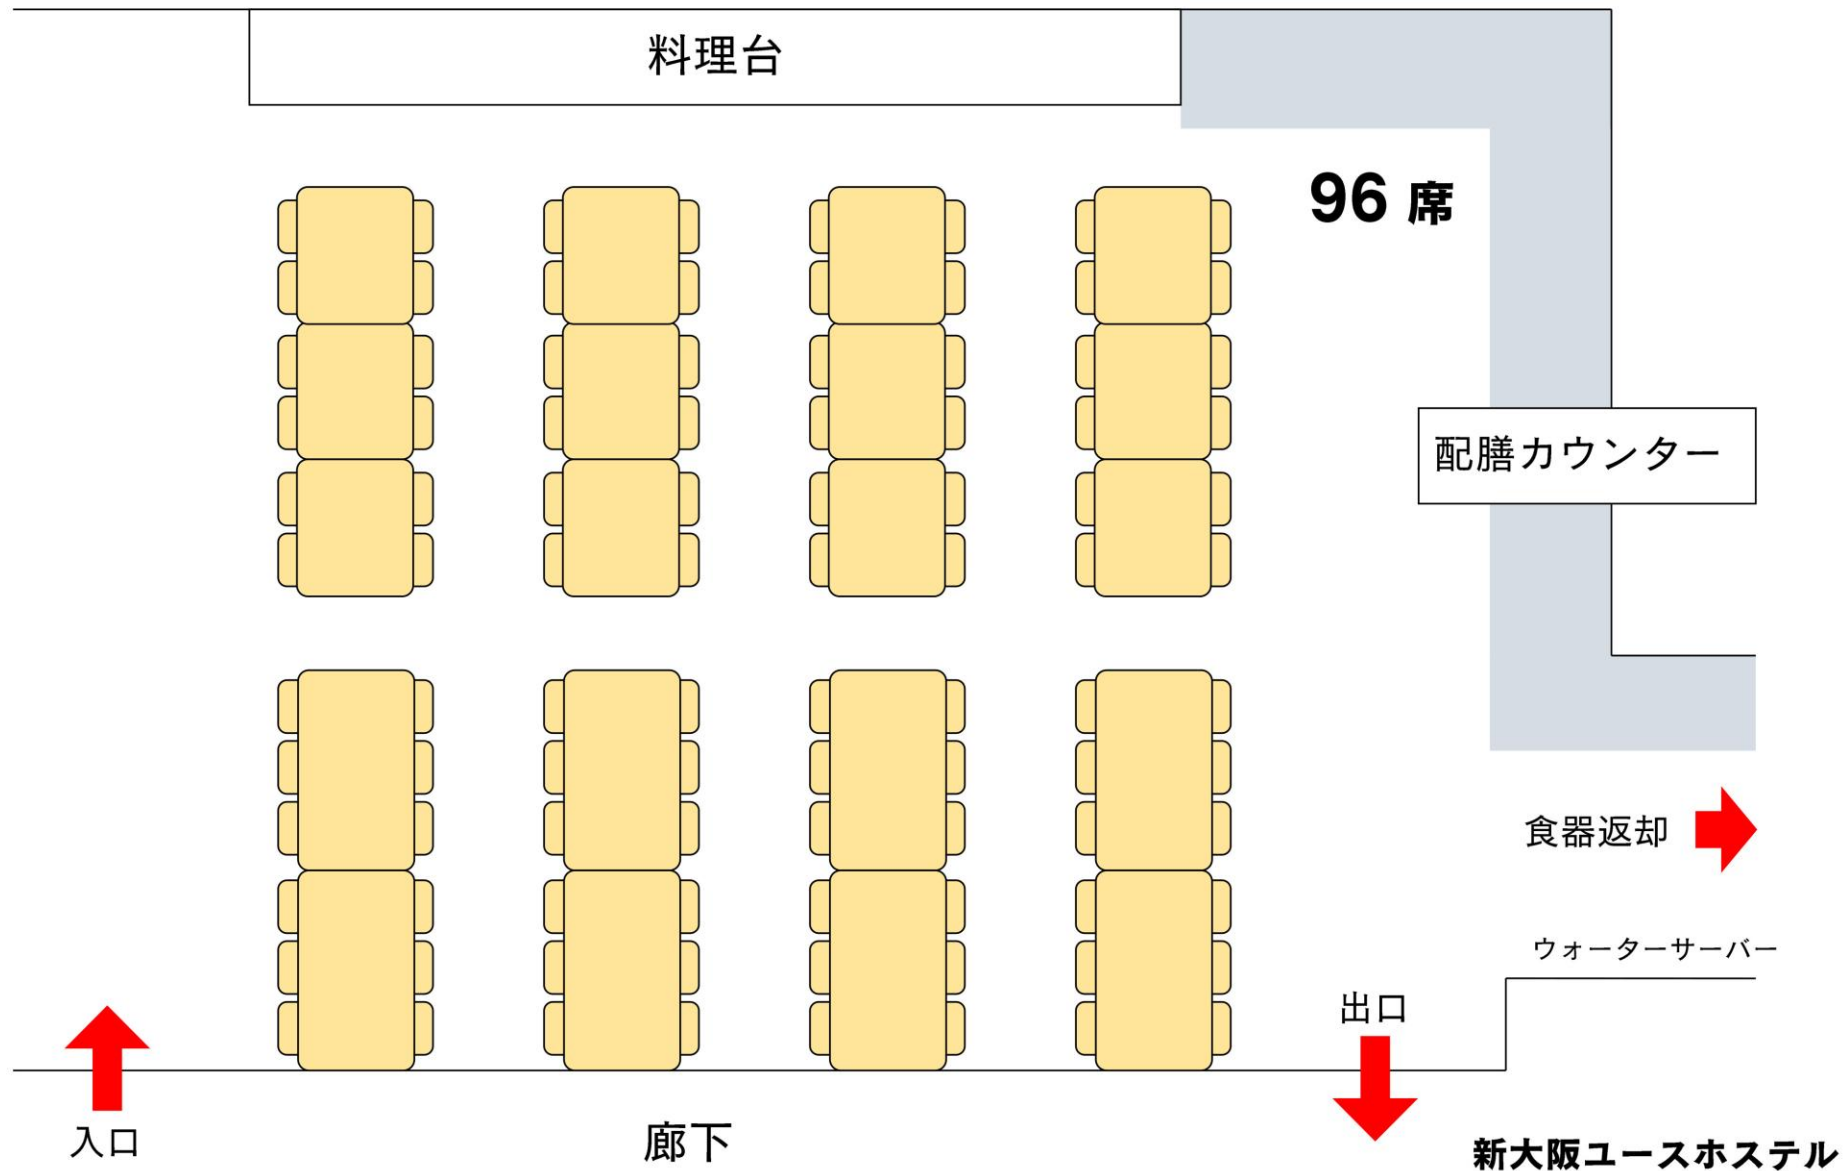 料理台
96 席
配膳カウンター
食器返却
ウォーターサーバー
出口
入口
廊下
新大阪ユースホステル